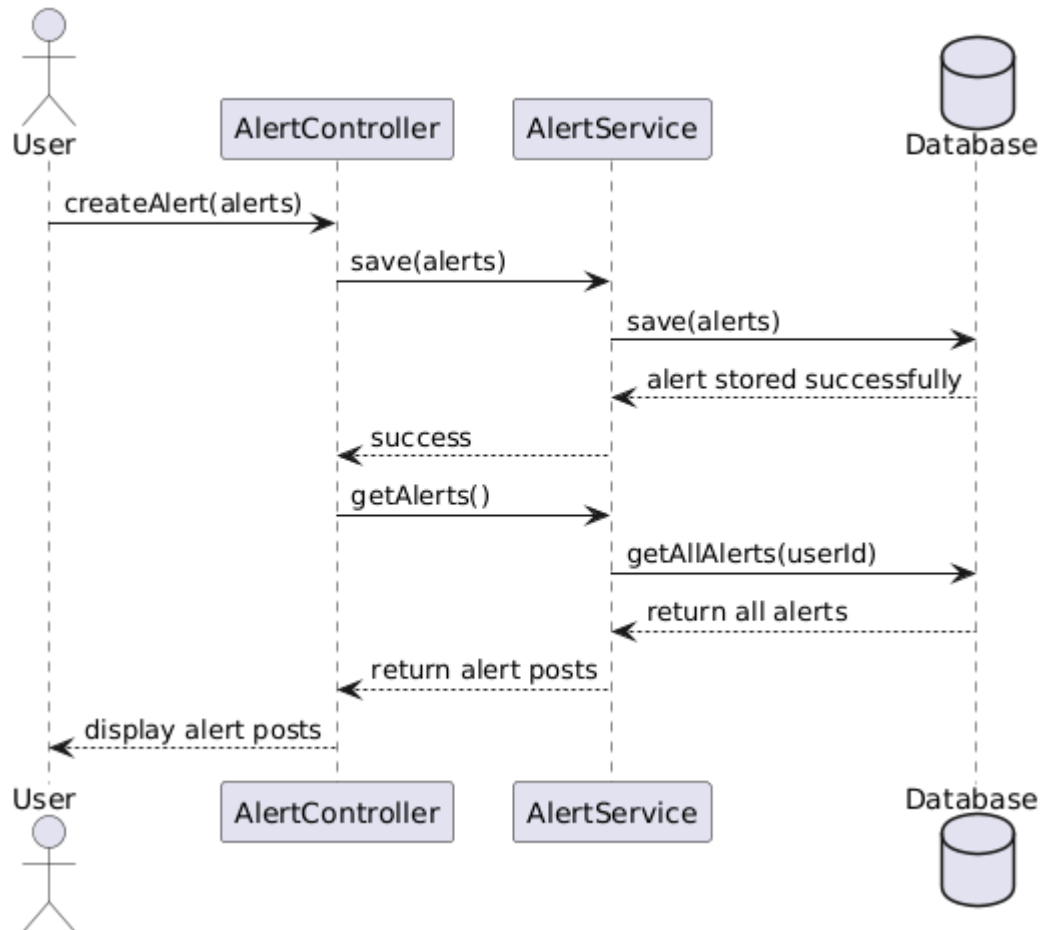 User
AlertController
AlertService
Database
createAlert(alerts)
save(alerts)
save(alerts)
alert stored successfully
success
getAlerts()
getAllAlerts(userId)
return all alerts
return alert posts
display alert posts
User
AlertController
AlertService
Database